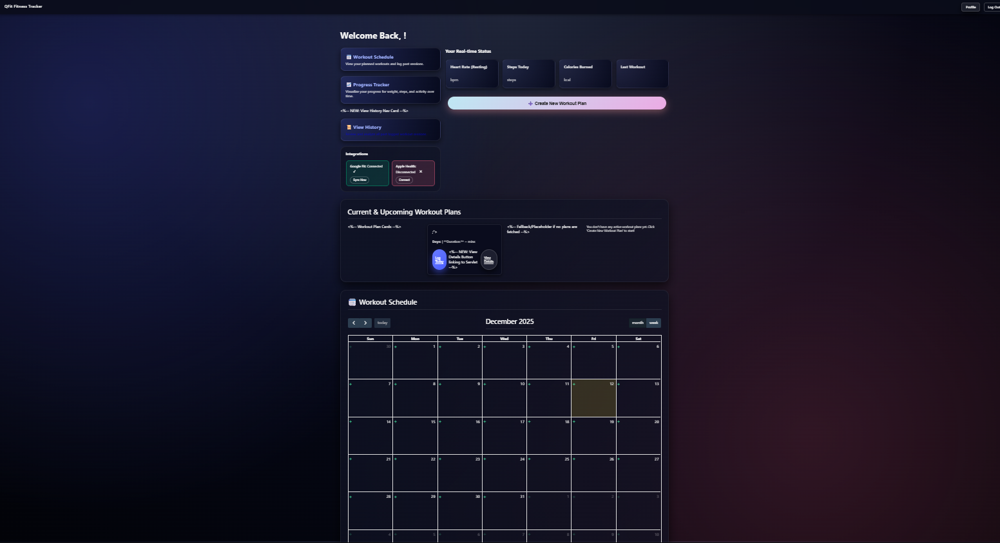 QFit Fitness Tracker
Profile
Log Out
Welcome Back, !
Workout Schedule
View your planned workouts and log past sessions.
Progress Tracker
Visualize your progress for weight, steps, and activity over
time.
<%-- NEW: View History Nav Card --%>
View History
Integrations
Google Fit: Connected
✓
Sync Now
Apple Health:
Disconnected ✕
Connect
Your Real-time Status
Heart Rate (Resting)
bpm
Steps Today
steps
Calories Burned
kcal
Last Workout
Create New Workout Plan
Current & Upcoming Workout Plans
<%-- Workout Plan Cards --%>
;">
Days: | **Duration:** -- mins
Log
Today
<%-- NEW: View
Details Button
linking to Servlet
--%>
View
Details
<%-- Fallback/Placeholder if no plans are
fetched --%>
You don't have any active workout plans yet. Click
'Create New Workout Plan' to start!
Workout Schedule
today
December 2025
month week
Sun Mon Tue Wed Thu Fri Sat
+ 30 + 1 + 2 + 3 + 4 + 5 + 6
+ 7 + 8 + 9 + 10 + 11 + 12 + 13
+ 14 + 15 + 16 + 17 + 18 + 19 + 20
+ 21 + 22 + 23 + 24 + 25 + 26 + 27
+ 28 + 29 + 30 + 31 + 1 + 2 + 3
+ 4 + 5 + 6 + 7 + 8 + 9 + 10